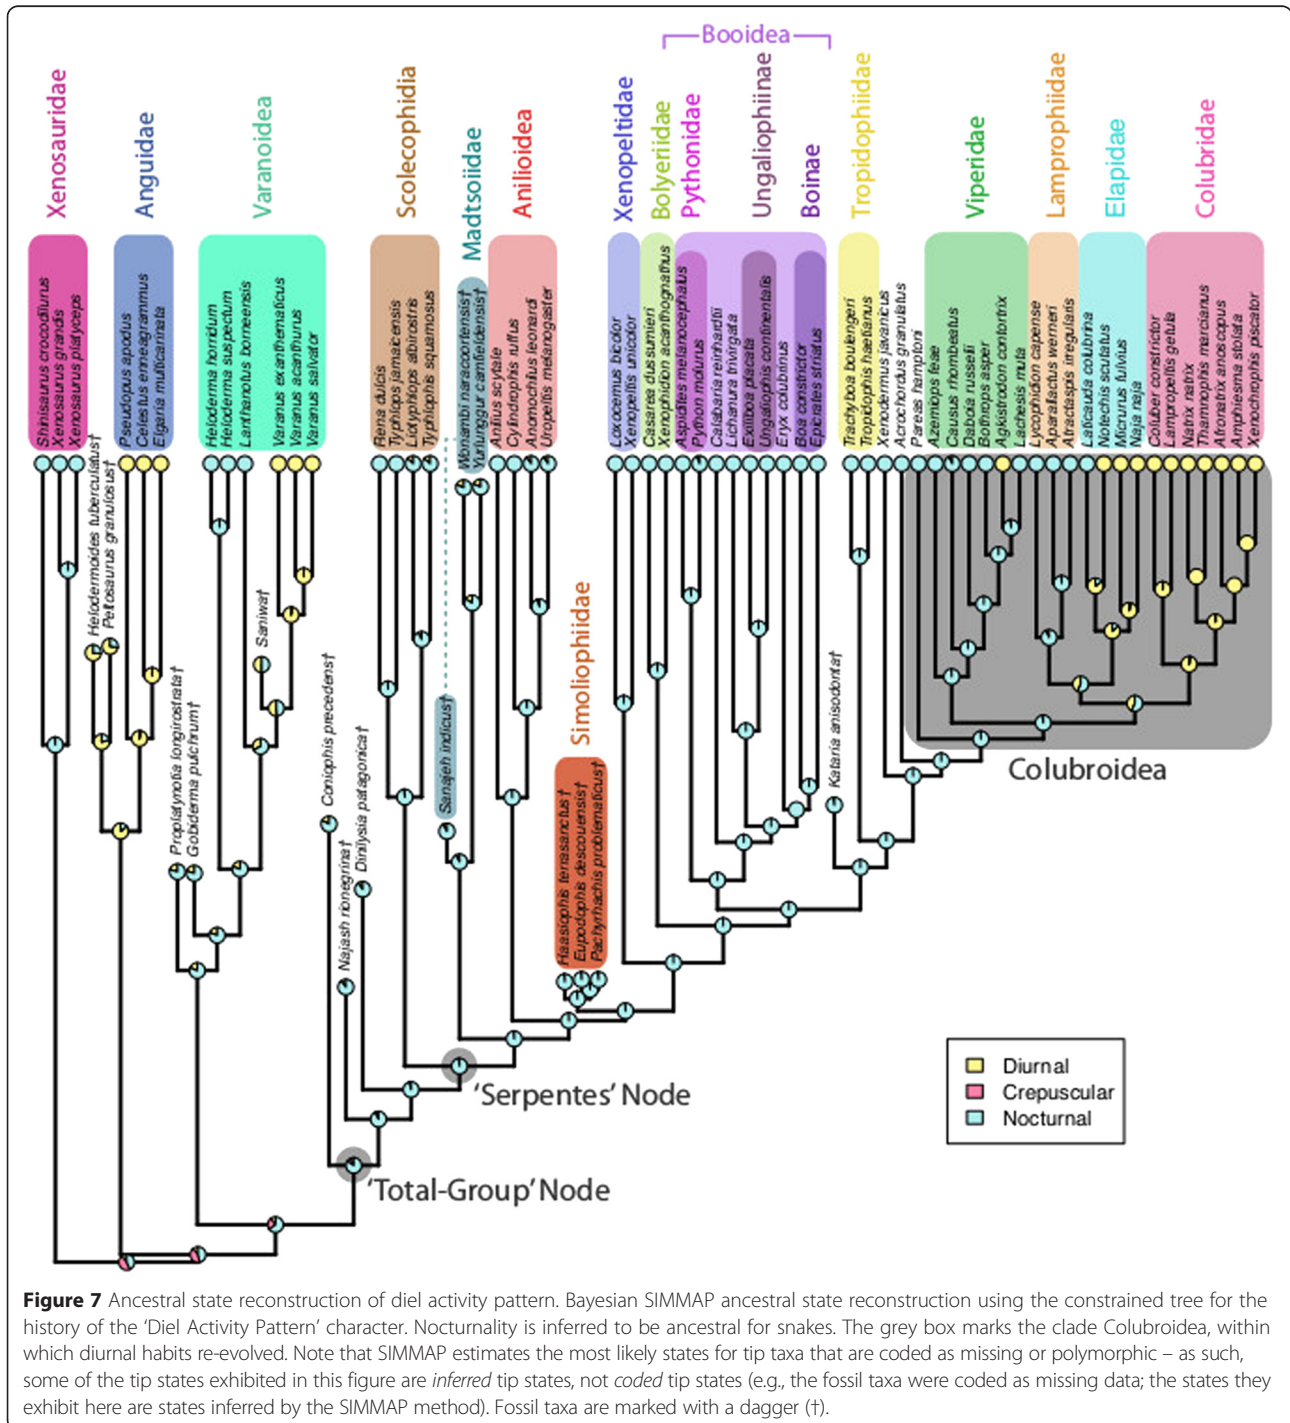 Booidea
Xenosauridae
Anguidae
Varanoidea
Scolecophidia
Madtsoiidae
Anilioidea
Xenopeltidae
Bolyeriidae
Pythonidae
Ungaliophiinae
Boinae
Tropidophiidae
Viperidae
Lamprophiidae
Elapidae
Colubridae
Shinisaurus crocodilurus
Xenosaurus grandis
Xenosaurus platyceps
Helodermoides tuberculatus†
Peltosaurus granulosus†
Pseudopus apodus
Celestus enneagrammus
Elgaria multicarinata
Proplatynotia longirostrata†
Gobiderma pulchrum†
Heloderma horridum
Heloderma suspectum
Lanthanotus borneensis
Saniwa†
Varanus exanthematicus
Varanus acanthurus
Varanus salvator
Coniophis precedens†
Najash rionegrina†
Dinilysia patagonica†
Rena dulcis
Typhlops jamaicensis
Liotyphlops albirostris
Typhlophis squamosus
Sanajeh indicus†
Wonambi naracoortensis†
Yurlunggur camfieldensis†
Anilius scytale
Cylindrophis ruffus
Anomochilus leonardi
Uropeltis melanogaster
Simoliophiidae
Haasiophis terrasanctus†
Eupodophis descouensis†
Pachyrhachis problematicus†
Loxocemus bicolor
Xenopeltis unicolor
Casarea dussumieri
Xenophidion acanthognathus
Aspidites melanocephalus
Python molurus
Calabaria reinhardtii
Lichanura trivirgata
Exiliboa placata
Ungaliophis continentalis
Eryx colubrinus
Boa constrictor
Epicrates striatus
Kataria anisodonta†
Trachyboa boulengeri
Tropidophis haetianus
Xenodermus javanicus
Acrochordus granulatus
Pareas hamptoni
Azemiops feae
Causus rhombeatus
Daboia russelli
Bothrops asper
Agkistrodon contortrix
Lachesis muta
Lycophidion capense
Aparallactus werneri
Atractaspis irregularis
Laticauda colubrina
Notechis scutatus
Micrurus fulvius
Naja naja
Coluber constrictor
Lampropeltis getula
Natrix natrix
Thamnophis marcianus
Afronatrix anoscopus
Amphiesma stolata
Xenochrophis piscator
Colubroidea
'Serpentes' Node
'Total-Group' Node
Diurnal
Crepuscular
Nocturnal
Figure 7 Ancestral state reconstruction of diel activity pattern. Bayesian SIMMAP ancestral state reconstruction using the constrained tree for the
history of the 'Diel Activity Pattern' character. Nocturnality is inferred to be ancestral for snakes. The grey box marks the clade Colubroidea, within
which diurnal habits re-evolved. Note that SIMMAP estimates the most likely states for tip taxa that are coded as missing or polymorphic – as such,
some of the tip states exhibited in this figure are inferred tip states, not coded tip states (e.g., the fossil taxa were coded as missing data; the states they
exhibit here are states inferred by the SIMMAP method). Fossil taxa are marked with a dagger (†).